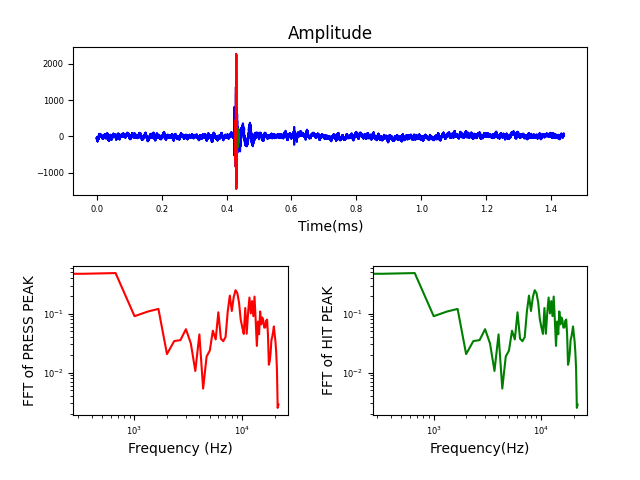 Amplitude
2000
1000
0
−1000
0.0 0.2 0.4 0.6 0.8 1.0 1.2 1.4
Time(ms)
FFT of PRESS PEAK
10⁻¹
10⁻²
10³ 10⁴
Frequency (Hz)
FFT of HIT PEAK
10⁻¹
10⁻²
10³ 10⁴
Frequency(Hz)